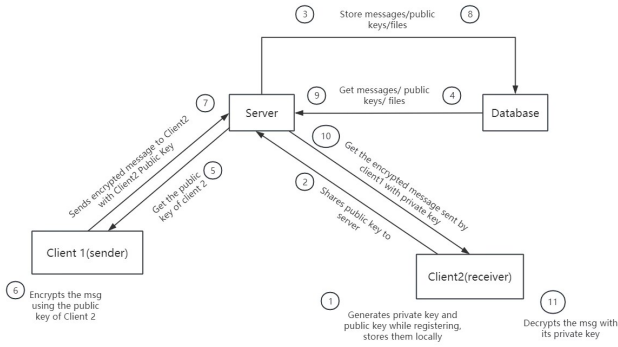 3
Store messages/public
keys/files
8
9
Get messages/ public
keys/ files
4
7
Server
Database
10
Sends encrypted message to Client2
with Client2 Public Key
5
Get the public
key of client 2
2
Shares public key to
server
Get the encrypted message sent by
client1 with private key
Client 1(sender)
Client2(receiver)
6
Encrypts the msg
using the public
key of Client 2
1
Generates private key and
public key while registering,
stores them locally
11
Decrypts the msg with
its private key